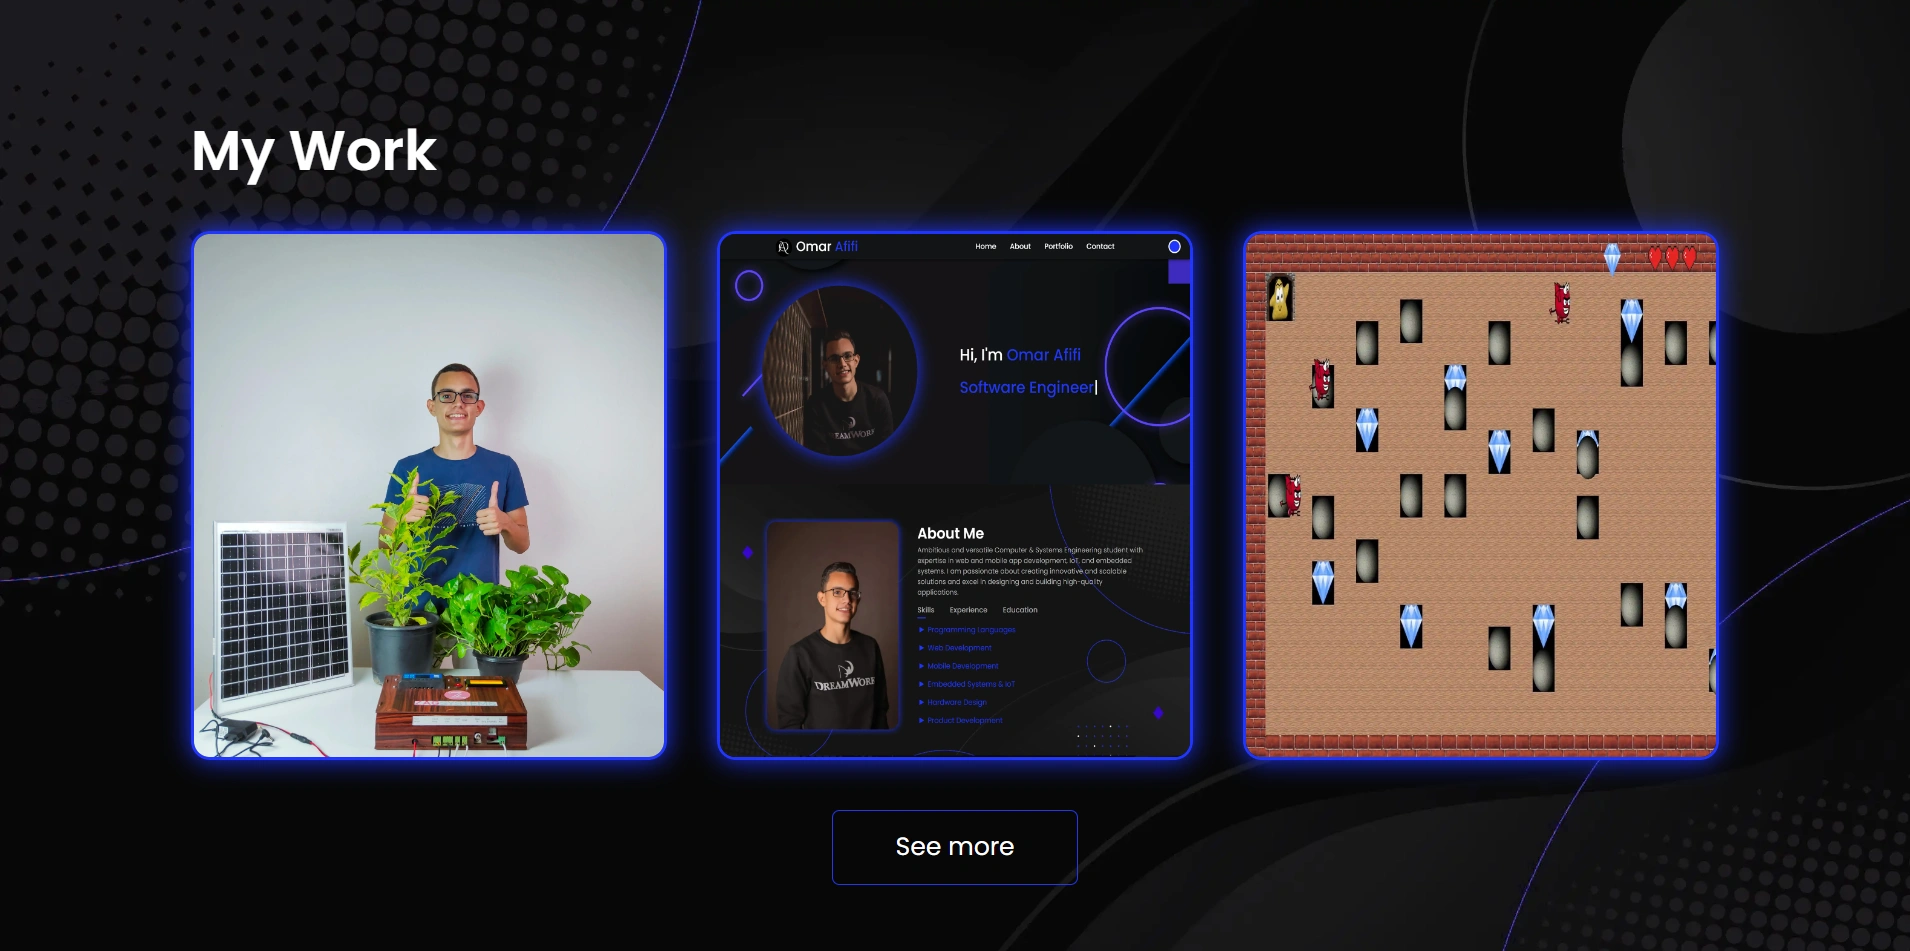 My Work
Omar Afifi
Home About Portfolio Contact
Hi, I'm Omar Afifi
Software Engineer
EAMWORK
About Me
Ambitious and versatile Computer & Systems Engineering student with
expertise in web and mobile app development, IoT, and embedded
systems. I am passionate about creating innovative and scalable
solutions and excel in designing and building high-quality
applications.
Skills Experience Education
Programming Languages
Web Development
Mobile Development
Embedded Systems & IoT
Hardware Design
Product Development
DREAMWORK
See more